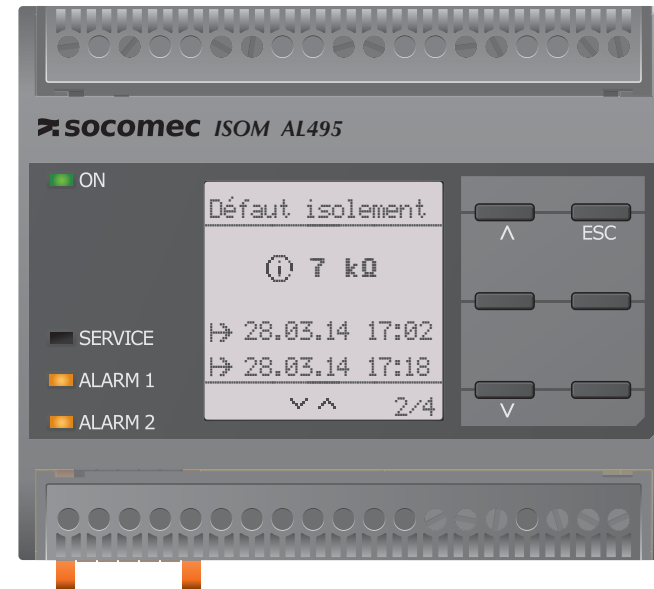 socomec ISOM AL495
ON
Défaut isolement
ⓘ 7 kΩ
ESC
28.03.14 17:02
SERVICE
28.03.14 17:18
ALARM 1
2/4
ALARM 2